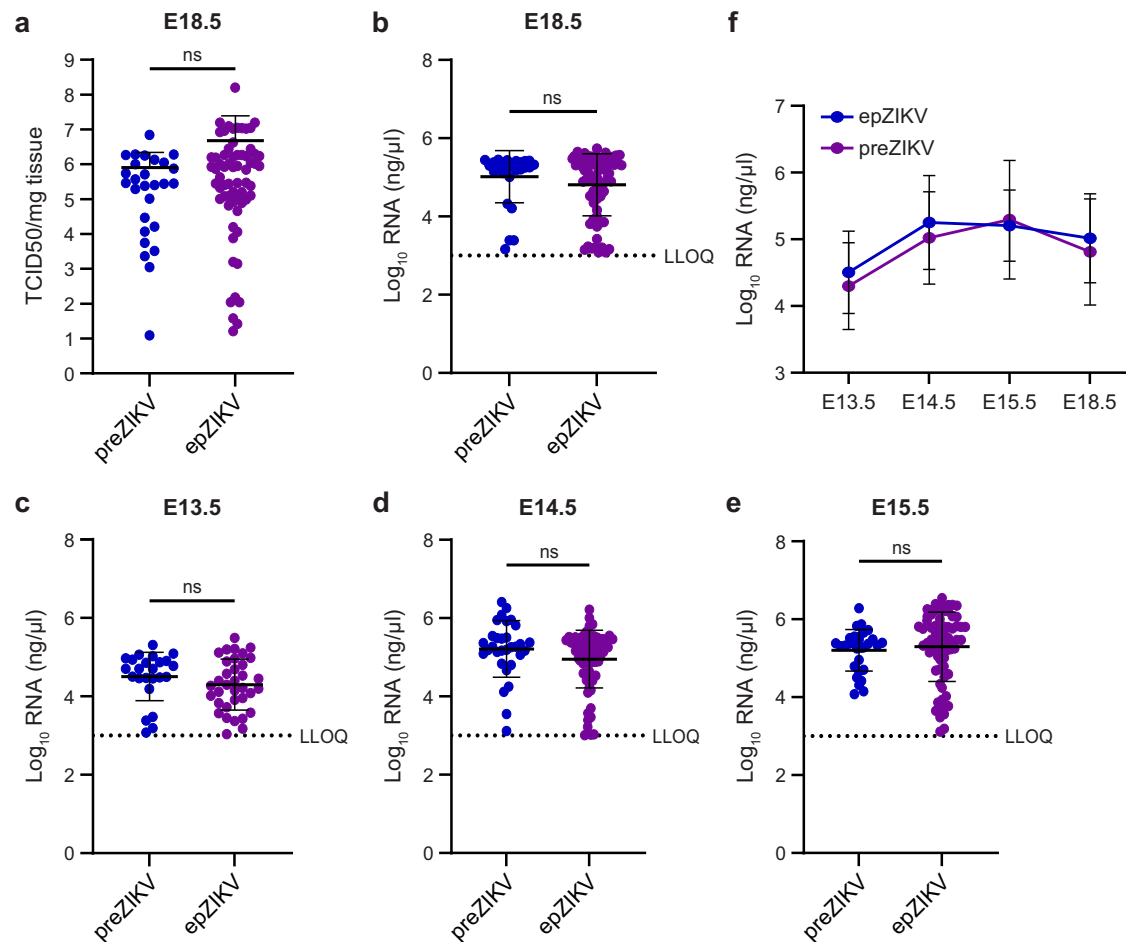 a
E18.5
ns
TCID50/mg tissue
9
8
7
6
5
4
3
2
1
0
preZIKV
epZIKV
b
E18.5
ns
Log₁₀ RNA (ng/µl)
8
6
4
2
0
LLOQ
preZIKV
epZIKV
f
epZIKV
preZIKV
Log₁₀ RNA (ng/µl)
7
6
5
4
3
E13.5
E14.5
E15.5
E18.5
c
E13.5
ns
Log₁₀ RNA (ng/µl)
8
6
4
2
0
LLOQ
preZIKV
epZIKV
d
E14.5
ns
Log₁₀ RNA (ng/µl)
8
6
4
2
0
LLOQ
preZIKV
epZIKV
e
E15.5
ns
Log₁₀ RNA (ng/µl)
8
6
4
2
0
LLOQ
preZIKV
epZIKV